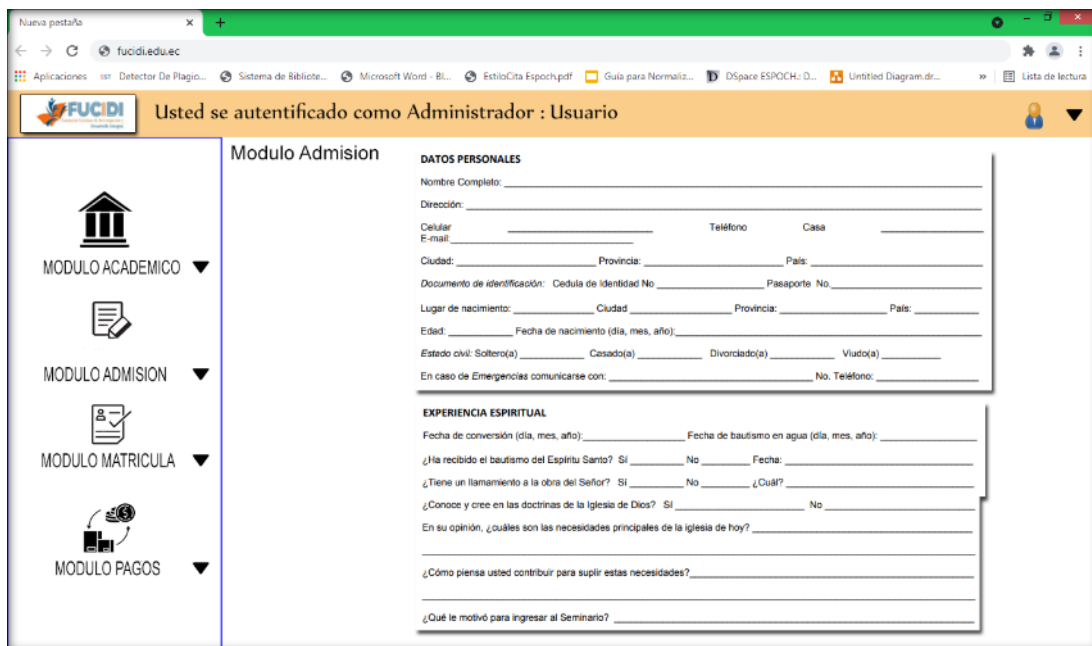 Nueva pestaña
fucidi.edu.ec
Aplicaciones
Detector De Plagio...
Sistema de Bibliote...
Microsoft Word - Bl...
EstiloCita Espoch.pdf
Guía para Normaliz...
DSpace ESPOCH.: D...
Untitled Diagram.dr...
»
Lista de lectura
FUCIDI
Usted se autentificado como Administrador : Usuario
MODULO ACADEMICO
MODULO ADMISION
MODULO MATRICULA
MODULO PAGOS
Modulo Admision
DATOS PERSONALES
Nombre Completo:
Dirección:
Celular Teléfono Casa
E-mail:
Ciudad: Provincia: País:
Documento de identificación: Cedula de Identidad No Pasaporte No.
Lugar de nacimiento: Ciudad Provincia: País:
Edad: Fecha de nacimiento (día, mes, año):
Estado civil: Soltero(a) Casado(a) Divorciado(a) Viudo(a)
En caso de Emergencias comunicarse con: No. Teléfono:
EXPERIENCIA ESPIRITUAL
Fecha de conversión (día, mes, año): Fecha de bautismo en agua (día, mes, año):
¿Ha recibido el bautismo del Espíritu Santo? Sí No Fecha:
¿Tiene un llamamiento a la obra del Señor? Sí No ¿Cuál?
¿Conoce y cree en las doctrinas de la Iglesia de Dios? Sí No
En su opinión, ¿cuáles son las necesidades principales de la iglesia de hoy?
¿Cómo piensa usted contribuir para suplir estas necesidades?
¿Qué le motivó para ingresar al Seminario?